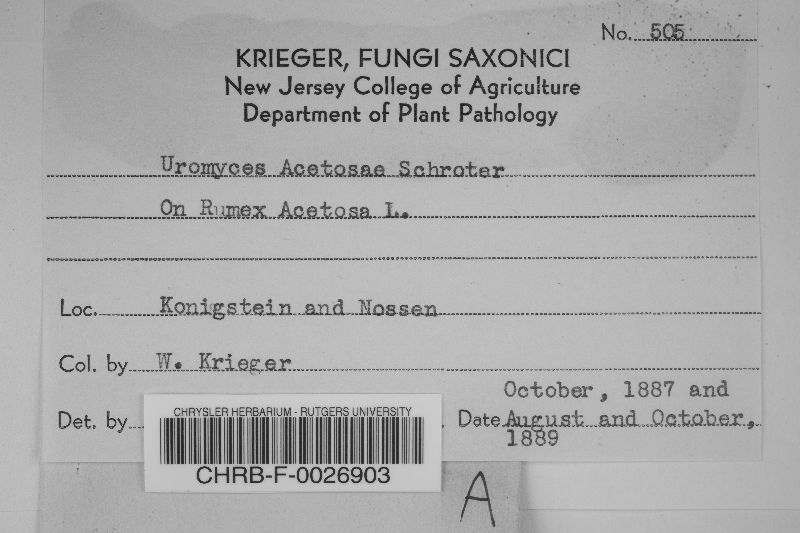 No. 505
KRIEGER, FUNGI SAXONICI
New Jersey College of Agriculture
Department of Plant Pathology
Uromyces Acetosae Schroter
On Rumex Acetosa L.
Loc. Konigstein and Nossen
Col. by W. Krieger
October, 1887 and
Det. by
Date August and October,
1889
CHRYSLER HERBARIUM - RUTGERS UNIVERSITY
CHRB-F-0026903
A